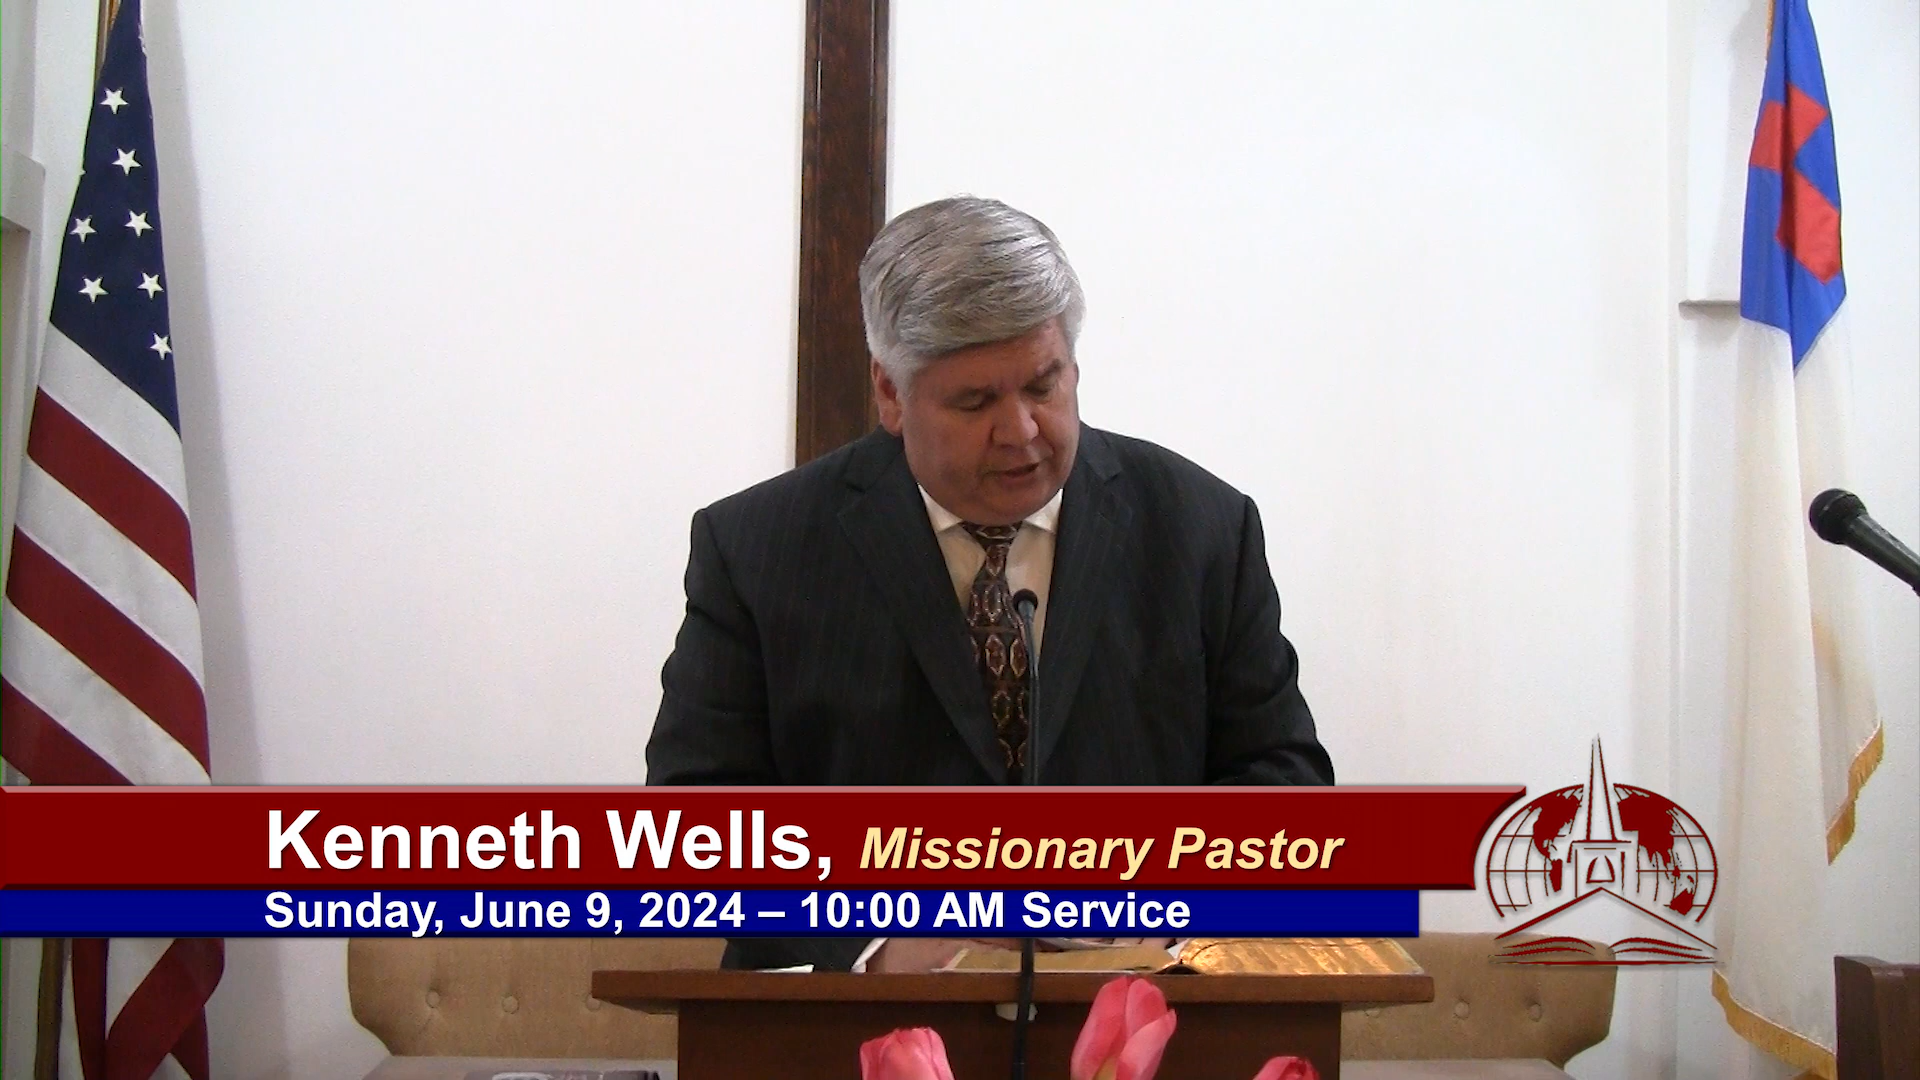 Kenneth Wells, Missionary Pastor
Sunday, June 9, 2024 – 10:00 AM Service